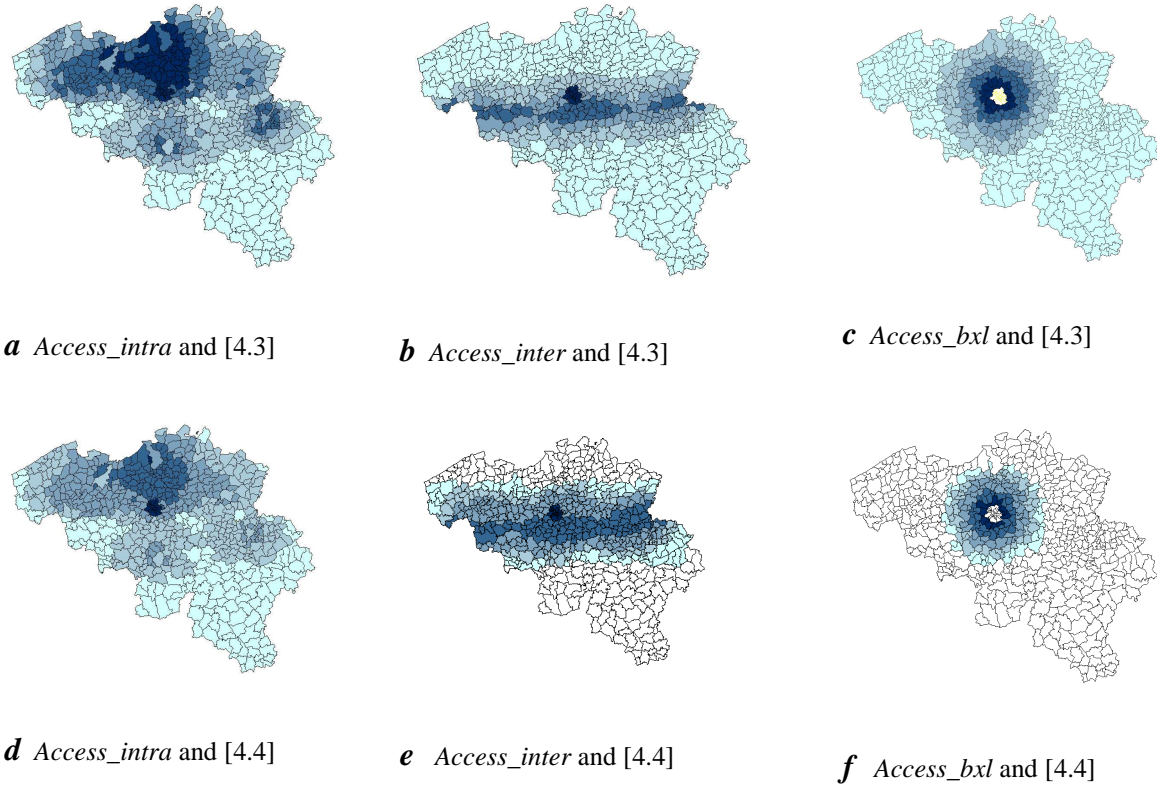 a Access_intra and [4.3]
b Access_inter and [4.3]
c Access_bxl and [4.3]
d Access_intra and [4.4]
e Access_inter and [4.4]
f Access_bxl and [4.4]